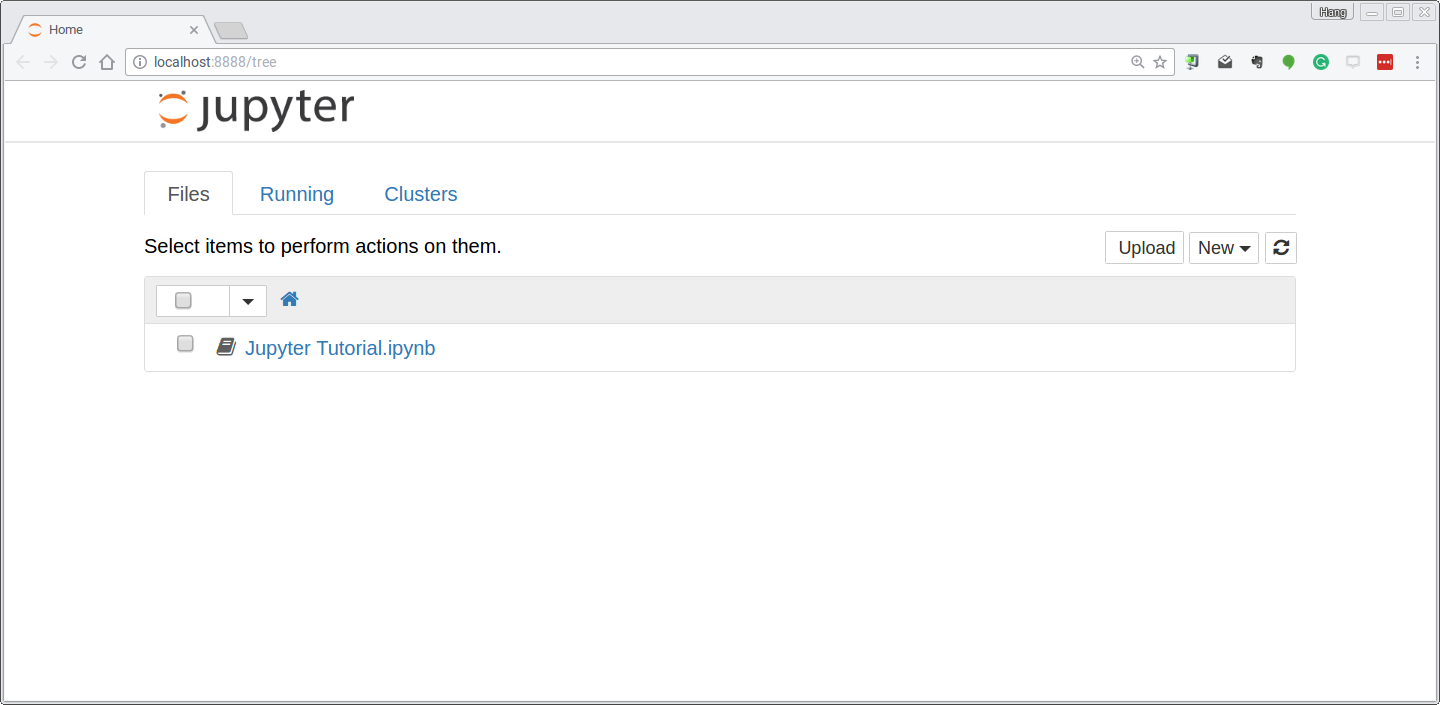 Hang
Home
localhost:8888/tree
jupyter
Files Running Clusters
Select items to perform actions on them.
Upload New
Jupyter Tutorial.ipynb